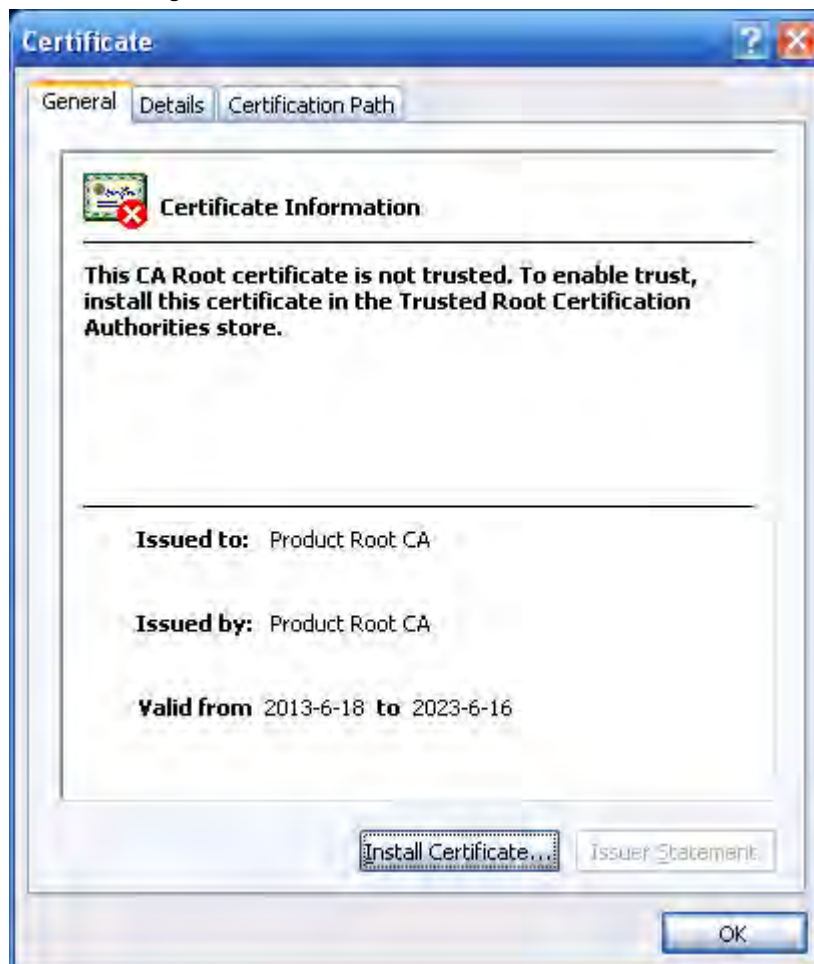 Certificate
General Details Certification Path
Certificate Information
This CA Root certificate is not trusted. To enable trust,
install this certificate in the Trusted Root Certification
Authorities store.
Issued to: Product Root CA
Issued by: Product Root CA
Valid from 2013-6-18 to 2023-6-16
Install Certificate... Issuer Statement
OK